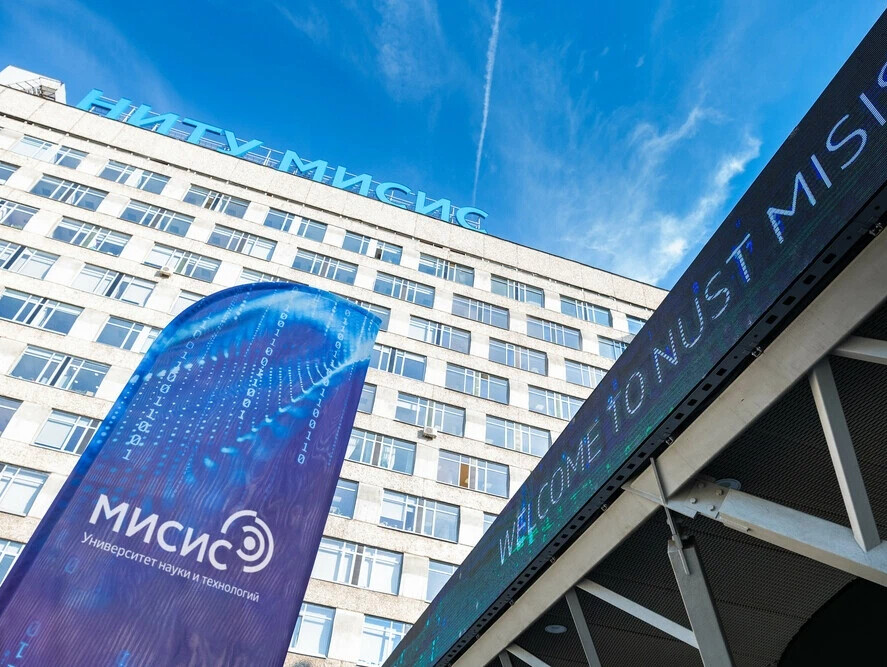 НИТУ МИСИС
WELCOME TO NUST MISIS
МИСИС
Университет науки и технологий